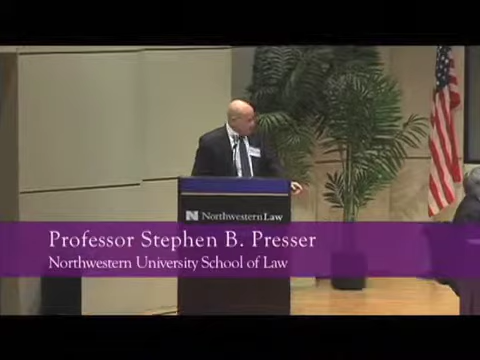 N Northwestern Law
Professor Stephen B. Presser
Northwestern University School of Law